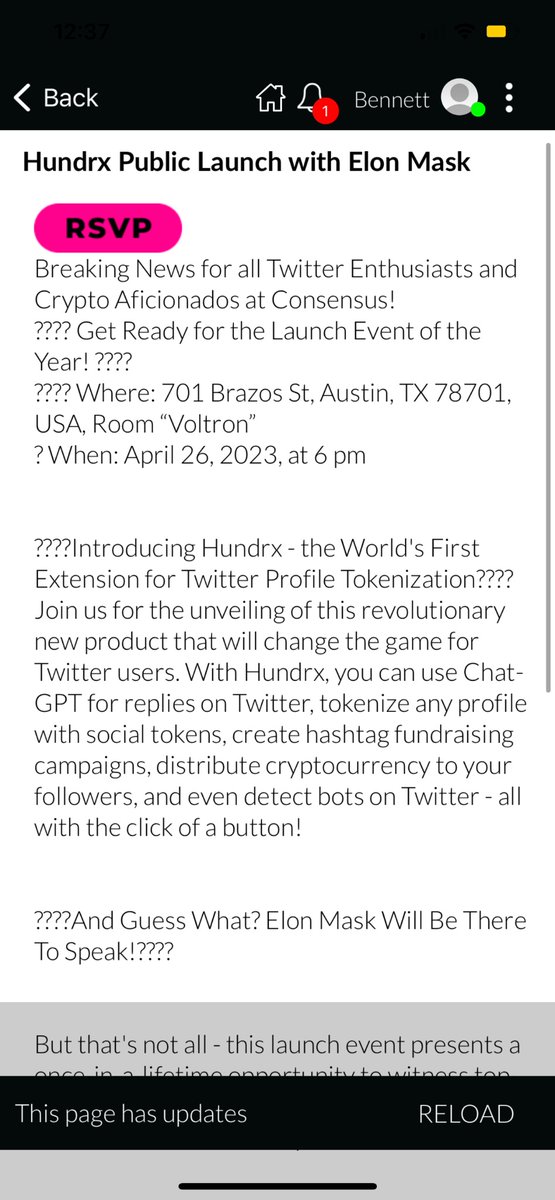 12:37
Back
1
Bennett
Hundrx Public Launch with Elon Mask
RSVP
Breaking News for all Twitter Enthusiasts and
Crypto Aficionados at Consensus!
???? Get Ready for the Launch Event of the
Year! ????
???? Where: 701 Brazos St, Austin, TX 78701,
USA, Room “Voltron”
? When: April 26, 2023, at 6 pm
????Introducing Hundrx - the World's First
Extension for Twitter Profile Tokenization????
Join us for the unveiling of this revolutionary
new product that will change the game for
Twitter users. With Hundrx, you can use Chat-
GPT for replies on Twitter, tokenize any profile
with social tokens, create hashtag fundraising
campaigns, distribute cryptocurrency to your
followers, and even detect bots on Twitter - all
with the click of a button!
????And Guess What? Elon Mask Will Be There
To Speak!????
But that's not all - this launch event presents a
once-in-a-lifetime opportunity to witness top
This page has updates
RELOAD